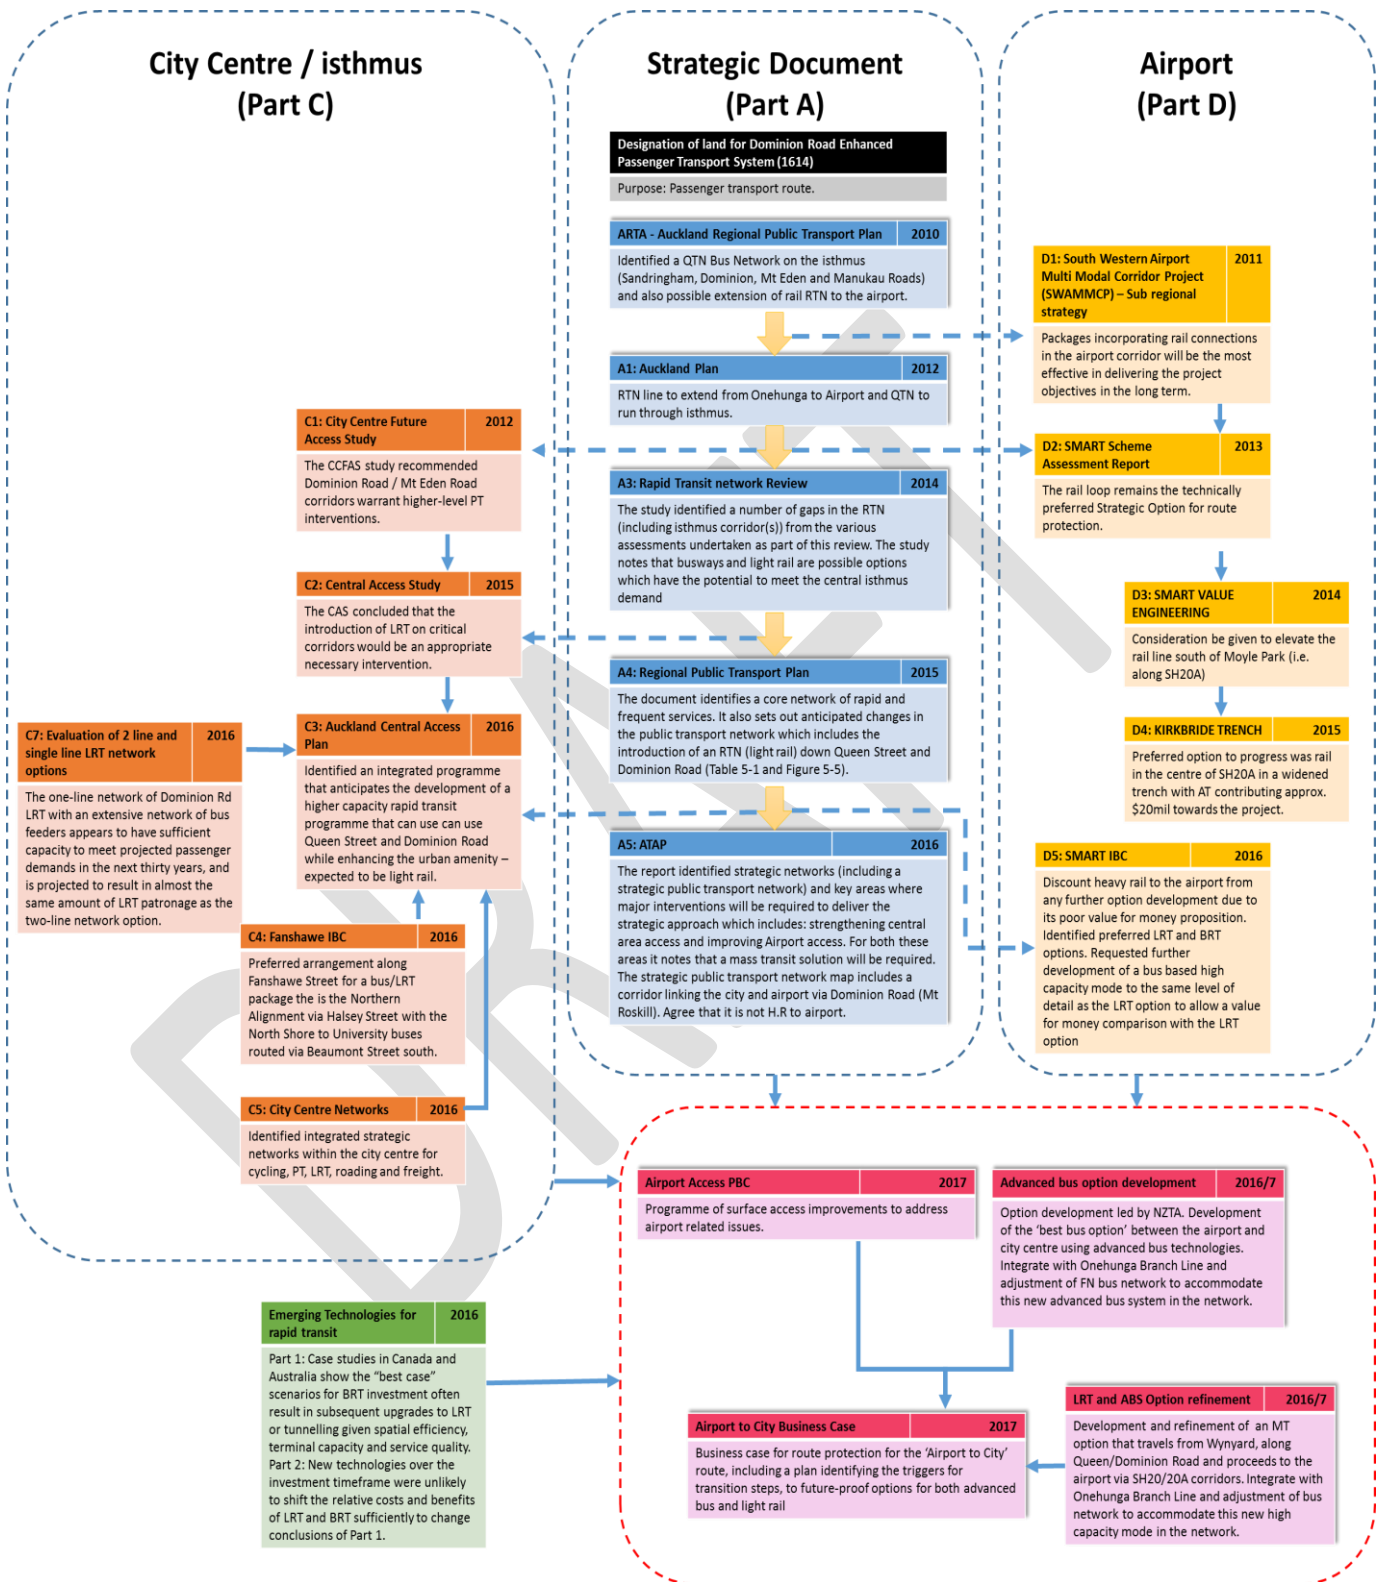 City Centre / isthmus
(Part C)
Strategic Document
(Part A)
Airport
(Part D)
Designation of land for Dominion Road Enhanced
Passenger Transport System (1614)
Purpose: Passenger transport route.
ARTA - Auckland Regional Public Transport Plan 2010
Identified a QTN Bus Network on the isthmus
(Sandringham, Dominion, Mt Eden and Manukau Roads)
and also possible extension of rail RTN to the airport.
A1: Auckland Plan 2012
RTN line to extend from Onehunga to Airport and QTN to
run through isthmus.
A3: Rapid Transit network Review 2014
The study identified a number of gaps in the RTN
(including isthmus corridor(s)) from the various
assessments undertaken as part of this review. The study
notes that busways and light rail are possible options
which have the potential to meet the central isthmus
demand
A4: Regional Public Transport Plan 2015
The document identifies a core network of rapid and
frequent services. It also sets out anticipated changes in
the public transport network which includes the
introduction of an RTN (light rail) down Queen Street and
Dominion Road (Table 5-1 and Figure 5-5).
A5: ATAP 2016
The report identified strategic networks (including a
strategic public transport network) and key areas where
major interventions will be required to deliver the
strategic approach which includes: strengthening central
area access and improving Airport access. For both these
areas it notes that a mass transit solution will be required.
The strategic public transport network map includes a
corridor linking the city and airport via Dominion Road (Mt
Roskill). Agree that it is not H.R to airport.
C1: City Centre Future
Access Study 2012
The CCFAS study recommended
Dominion Road / Mt Eden Road
corridors warrant higher-level PT
interventions.
C2: Central Access Study 2015
The CAS concluded that the
introduction of LRT on critical
corridors would be an appropriate
necessary intervention.
C3: Auckland Central Access
Plan 2016
Identified an integrated programme
that anticipates the development of a
higher capacity rapid transit
programme that can use can use
Queen Street and Dominion Road
while enhancing the urban amenity –
expected to be light rail.
C7: Evaluation of 2 line and
single line LRT network
options 2016
The one-line network of Dominion Rd
LRT with an extensive network of bus
feeders appears to have sufficient
capacity to meet projected passenger
demands in the next thirty years, and
is projected to result in almost the
same amount of LRT patronage as the
two-line network option.
C4: Fanshawe IBC 2016
Preferred arrangement along
Fanshawe Street for a bus/LRT
package the is the Northern
Alignment via Halsey Street with the
North Shore to University buses
routed via Beaumont Street south.
C5: City Centre Networks 2016
Identified integrated strategic
networks within the city centre for
cycling, PT, LRT, roading and freight.
D1: South Western Airport
Multi Modal Corridor Project
(SWAMMCP) – Sub regional
strategy 2011
Packages incorporating rail connections
in the airport corridor will be the most
effective in delivering the project
objectives in the long term.
D2: SMART Scheme
Assessment Report 2013
The rail loop remains the technically
preferred Strategic Option for route
protection.
D3: SMART VALUE
ENGINEERING 2014
Consideration be given to elevate the
rail line south of Moyle Park (i.e.
along SH20A)
D4: KIRKBRIDE TRENCH 2015
Preferred option to progress was rail
in the centre of SH20A in a widened
trench with AT contributing approx.
$20mil towards the project.
D5: SMART IBC 2016
Discount heavy rail to the airport from
any further option development due to
its poor value for money proposition.
Identified preferred LRT and BRT
options. Requested further
development of a bus based high
capacity mode to the same level of
detail as the LRT option to allow a value
for money comparison with the LRT
option
Emerging Technologies for
rapid transit 2016
Part 1: Case studies in Canada and
Australia show the “best case”
scenarios for BRT investment often
result in subsequent upgrades to LRT
or tunnelling given spatial efficiency,
terminal capacity and service quality.
Part 2: New technologies over the
investment timeframe were unlikely
to shift the relative costs and benefits
of LRT and BRT sufficiently to change
conclusions of Part 1.
Airport Access PBC 2017
Programme of surface access improvements to address
airport related issues.
Advanced bus option development 2016/7
Option development led by NZTA. Development
of the ‘best bus option’ between the airport and
city centre using advanced bus technologies.
Integrate with Onehunga Branch Line and
adjustment of FN bus network to accommodate
this new advanced bus system in the network.
Airport to City Business Case 2017
Business case for route protection for the ‘Airport to City’
route, including a plan identifying the triggers for
transition steps, to future-proof options for both advanced
bus and light rail
LRT and ABS Option refinement 2016/7
Development and refinement of an MT
option that travels from Wynyard, along
Queen/Dominion Road and proceeds to the
airport via SH20/20A corridors. Integrate with
Onehunga Branch Line and adjustment of bus
network to accommodate this new high
capacity mode in the network.
DRAFT